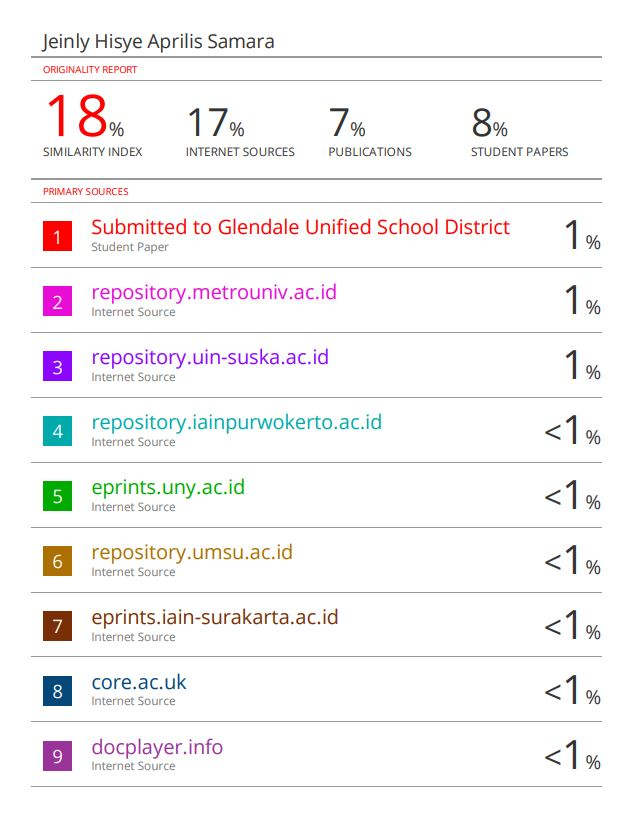 Jeinly Hisye Aprilis Samara
ORIGINALITY REPORT
18% 17% 7% 8%
SIMILARITY INDEX INTERNET SOURCES PUBLICATIONS STUDENT PAPERS
PRIMARY SOURCES
1 Submitted to Glendale Unified School District 1%
Student Paper
2 repository.metrouniv.ac.id 1%
Internet Source
3 repository.uin-suska.ac.id 1%
Internet Source
4 repository.iainpurwokerto.ac.id <1%
Internet Source
5 eprints.uny.ac.id <1%
Internet Source
6 repository.umsu.ac.id <1%
Internet Source
7 eprints.iain-surakarta.ac.id <1%
Internet Source
8 core.ac.uk <1%
Internet Source
9 docplayer.info <1%
Internet Source